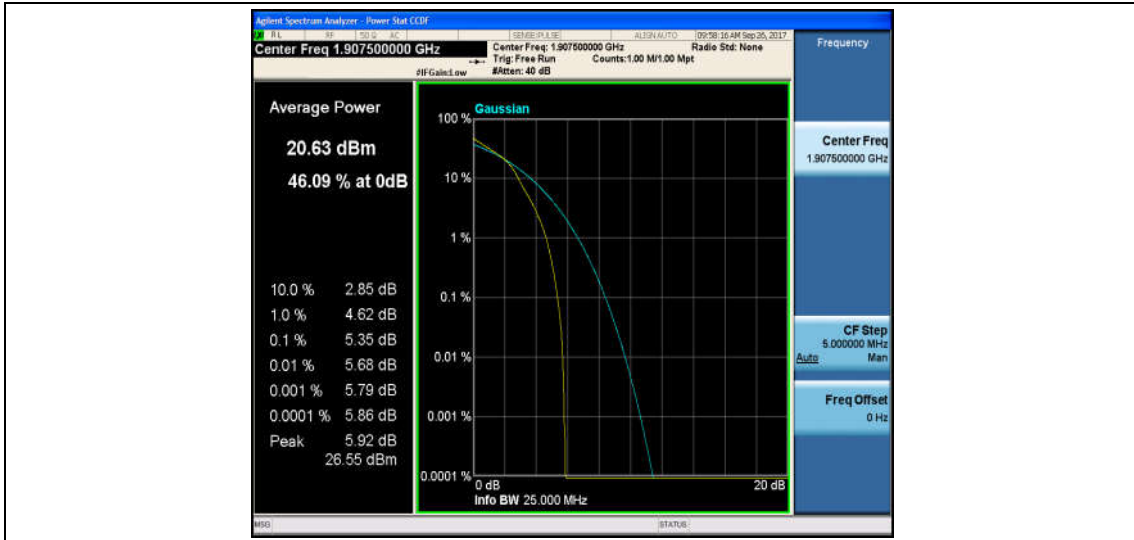 Agilent Spectrum Analyzer - Power Stat CCDF
RL RF 50 Ω AC SENSE:PULSE ALIGN AUTO 09:58:16 AM Sep 26, 2017
Center Freq 1.907500000 GHz
Center Freq: 1.907500000 GHz Radio Std: None
Trig: Free Run Counts:1.00 M/1.00 Mpt
#IFGain:Low #Atten: 40 dB
Frequency
Average Power
20.63 dBm
46.09 % at 0dB
10.0 % 2.85 dB
1.0 % 4.62 dB
0.1 % 5.35 dB
0.01 % 5.68 dB
0.001 % 5.79 dB
0.0001 % 5.86 dB
Peak 5.92 dB
26.55 dBm
Gaussian
100 %
10 %
1 %
0.1 %
0.01 %
0.001 %
0.0001 %
0 dB 20 dB
Info BW 25.000 MHz
Center Freq
1.907500000 GHz
CF Step
5.000000 MHz
Auto Man
Freq Offset
0 Hz
MSG STATUS